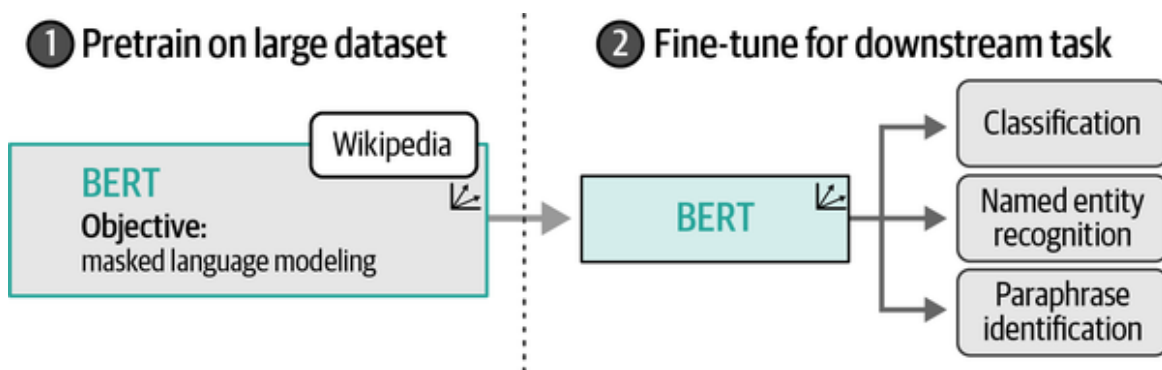 1 Pretrain on large dataset
Wikipedia
BERT
Objective:
masked language modeling
2 Fine-tune for downstream task
BERT
Classification
Named entity
recognition
Paraphrase
identification